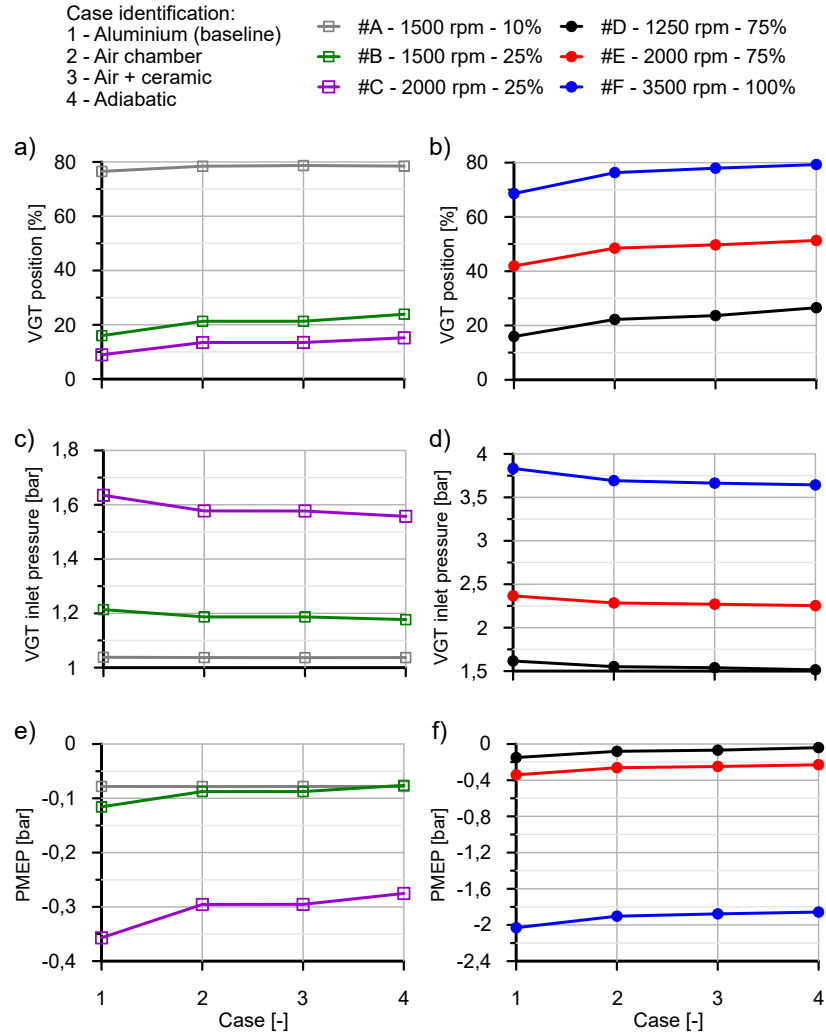 Case identification:
1 - Aluminium (baseline)
2 - Air chamber
3 - Air + ceramic
4 - Adiabatic
#A - 1500 rpm - 10%
#B - 1500 rpm - 25%
#C - 2000 rpm - 25%
#D - 1250 rpm - 75%
#E - 2000 rpm - 75%
#F - 3500 rpm - 100%
a)
VGT position [%]
80
60
40
20
0
b)
VGT position [%]
80
60
40
20
0
c)
VGT inlet pressure [bar]
1,8
1,6
1,4
1,2
1
d)
VGT inlet pressure [bar]
4
3,5
3
2,5
2
1,5
e)
PMEP [bar]
0
-0,1
-0,2
-0,3
-0,4
1 2 3 4
Case [-]
f)
PMEP [bar]
0
-0,4
-0,8
-1,2
-1,6
-2
-2,4
1 2 3 4
Case [-]